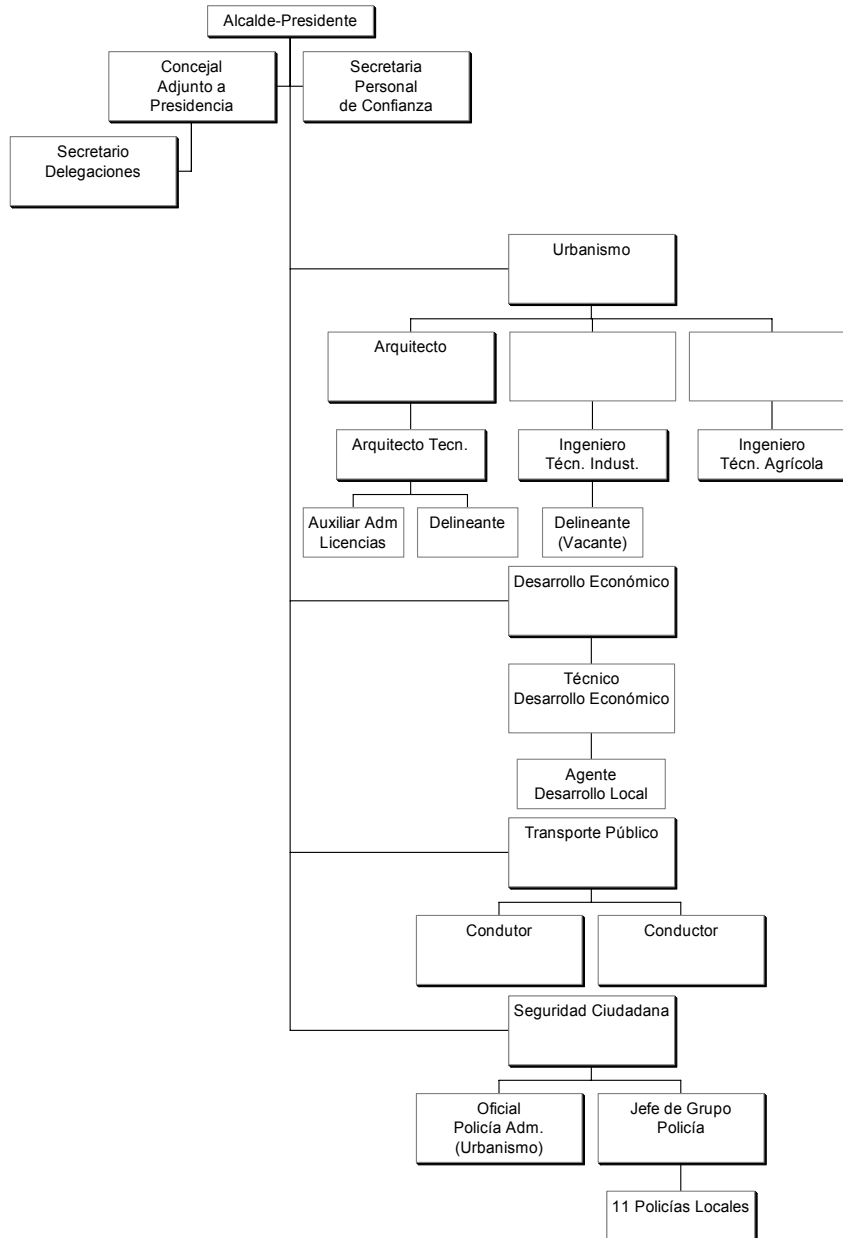 Alcalde-Presidente
Concejal
Adjunto a
Presidencia
Secretaria
Personal
de Confianza
Secretario
Delegaciones
Urbanismo
Arquitecto
Arquitecto Tecn.
Ingeniero
Técn. Indust.
Ingeniero
Técn. Agrícola
Auxiliar Adm
Licencias
Delineante
Delineante
(Vacante)
Desarrollo Económico
Técnico
Desarrollo Económico
Agente
Desarrollo Local
Transporte Público
Condutor
Conductor
Seguridad Ciudadana
Oficial
Policía Adm.
(Urbanismo)
Jefe de Grupo
Policía
11 Policías Locales